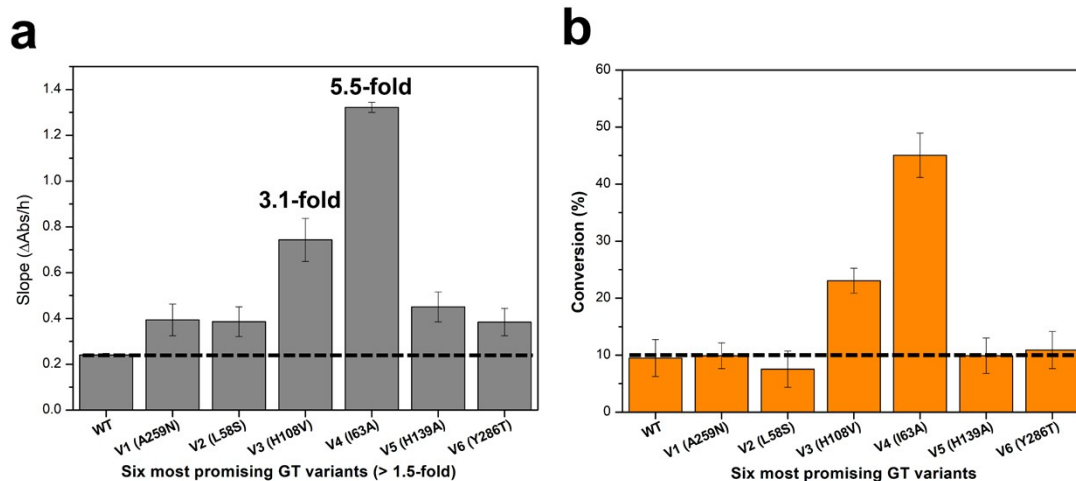 a
5.5-fold
3.1-fold
Slope (ΔAbs/h)
1.4
1.2
1.0
0.8
0.6
0.4
0.2
0.0
WT
V1 (A259N)
V2 (L58S)
V3 (H108V)
V4 (I63A)
V5 (H139A)
V6 (Y286T)
Six most promising GT variants (> 1.5-fold)
b
Conversion (%)
60
50
40
30
20
10
0
WT
V1 (A259N)
V2 (L58S)
V3 (H108V)
V4 (I63A)
V5 (H139A)
V6 (Y286T)
Six most promising GT variants